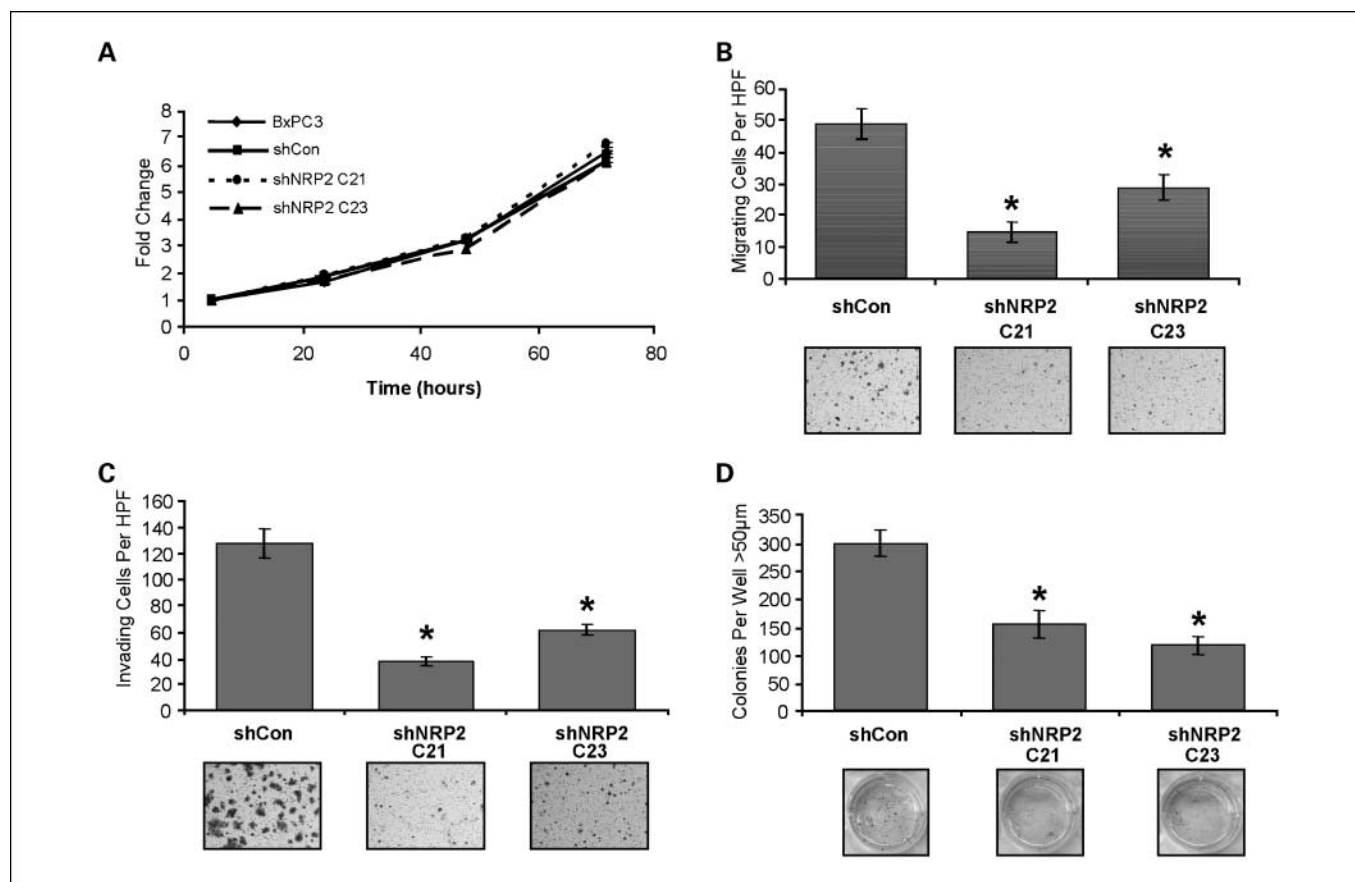 A
Fold Change
8
7
6
5
4
3
2
1
0
20
40
60
80
Time (hours)
BxPC3
shCon
shNRP2 C21
shNRP2 C23
B
Migrating Cells Per HPF
60
50
40
30
20
10
0
*
*
shCon
shNRP2
C21
shNRP2
C23
C
Invading Cells Per HPF
160
140
120
100
80
60
40
20
0
*
*
shCon
shNRP2
C21
shNRP2
C23
D
Colonies Per Well >50µm
350
300
250
200
150
100
50
0
*
*
shCon
shNRP2
C21
shNRP2
C23